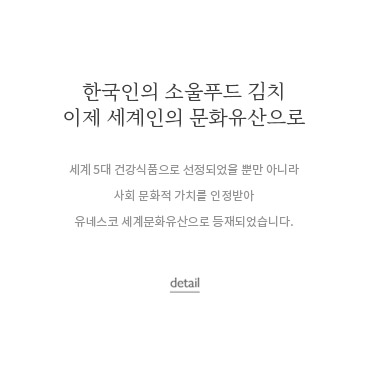 한국인의 소울푸드 김치
이제 세계인의 문화유산으로
세계 5대 건강식품으로 선정되었을 뿐만 아니라
사회 문화적 가치를 인정받아
유네스코 세계문화유산으로 등재되었습니다.
detail